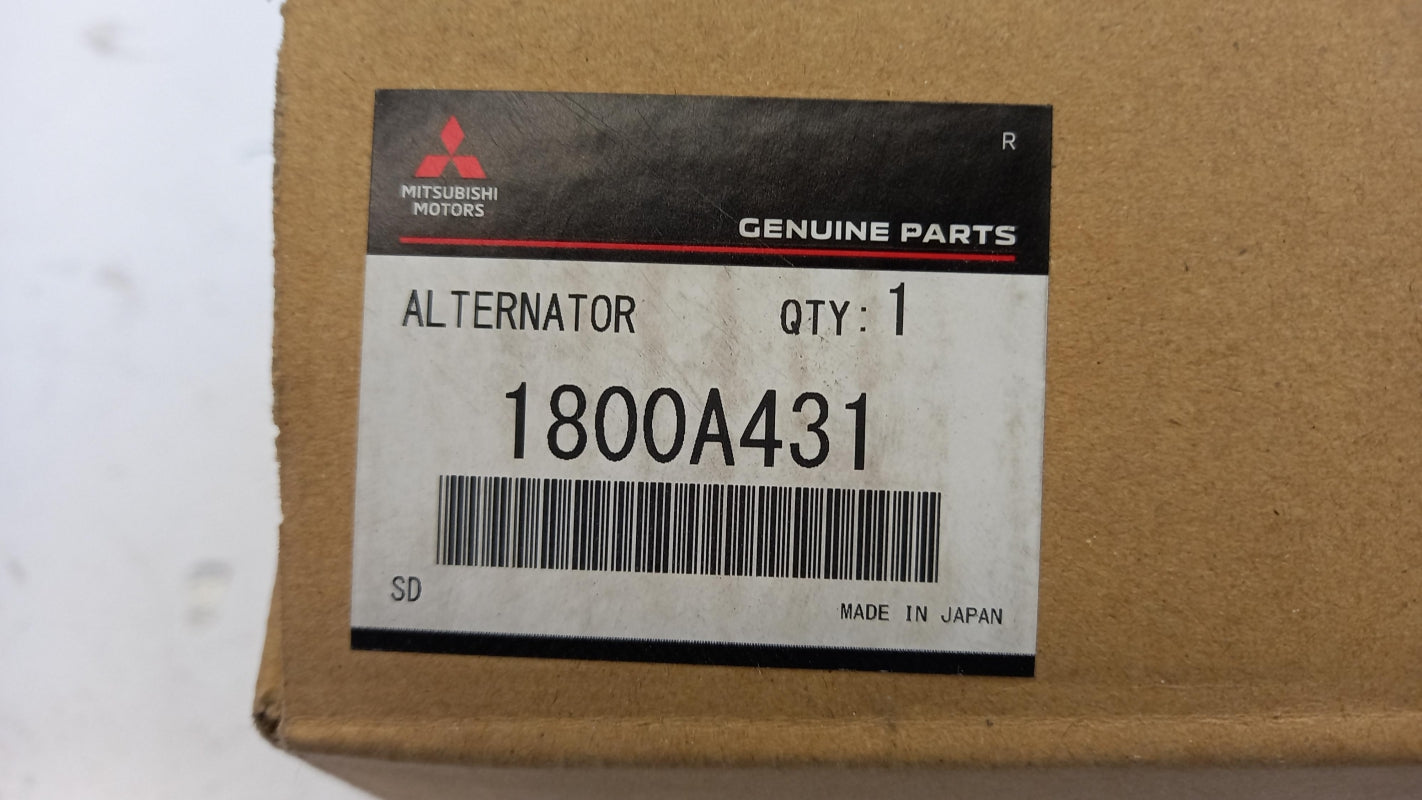 MITSUBISHI
MOTORS
R
GENUINE PARTS
ALTERNATOR QTY: 1
1800A431
SD
MADE IN JAPAN